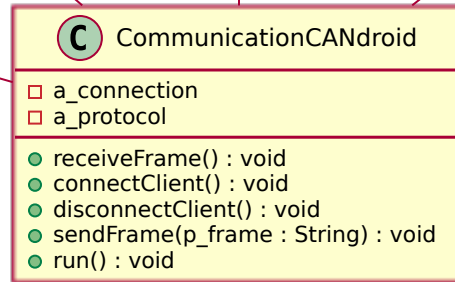 C CommunicationCANdroid
a_connection
a_protocol
receiveFrame() : void
connectClient() : void
disconnectClient() : void
sendFrame(p_frame : String) : void
run() : void